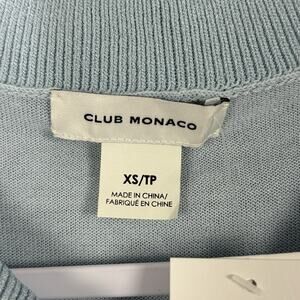 CLUB MONACO
XS/TP
MADE IN CHINA/
FABRIQUÉ EN CHINE